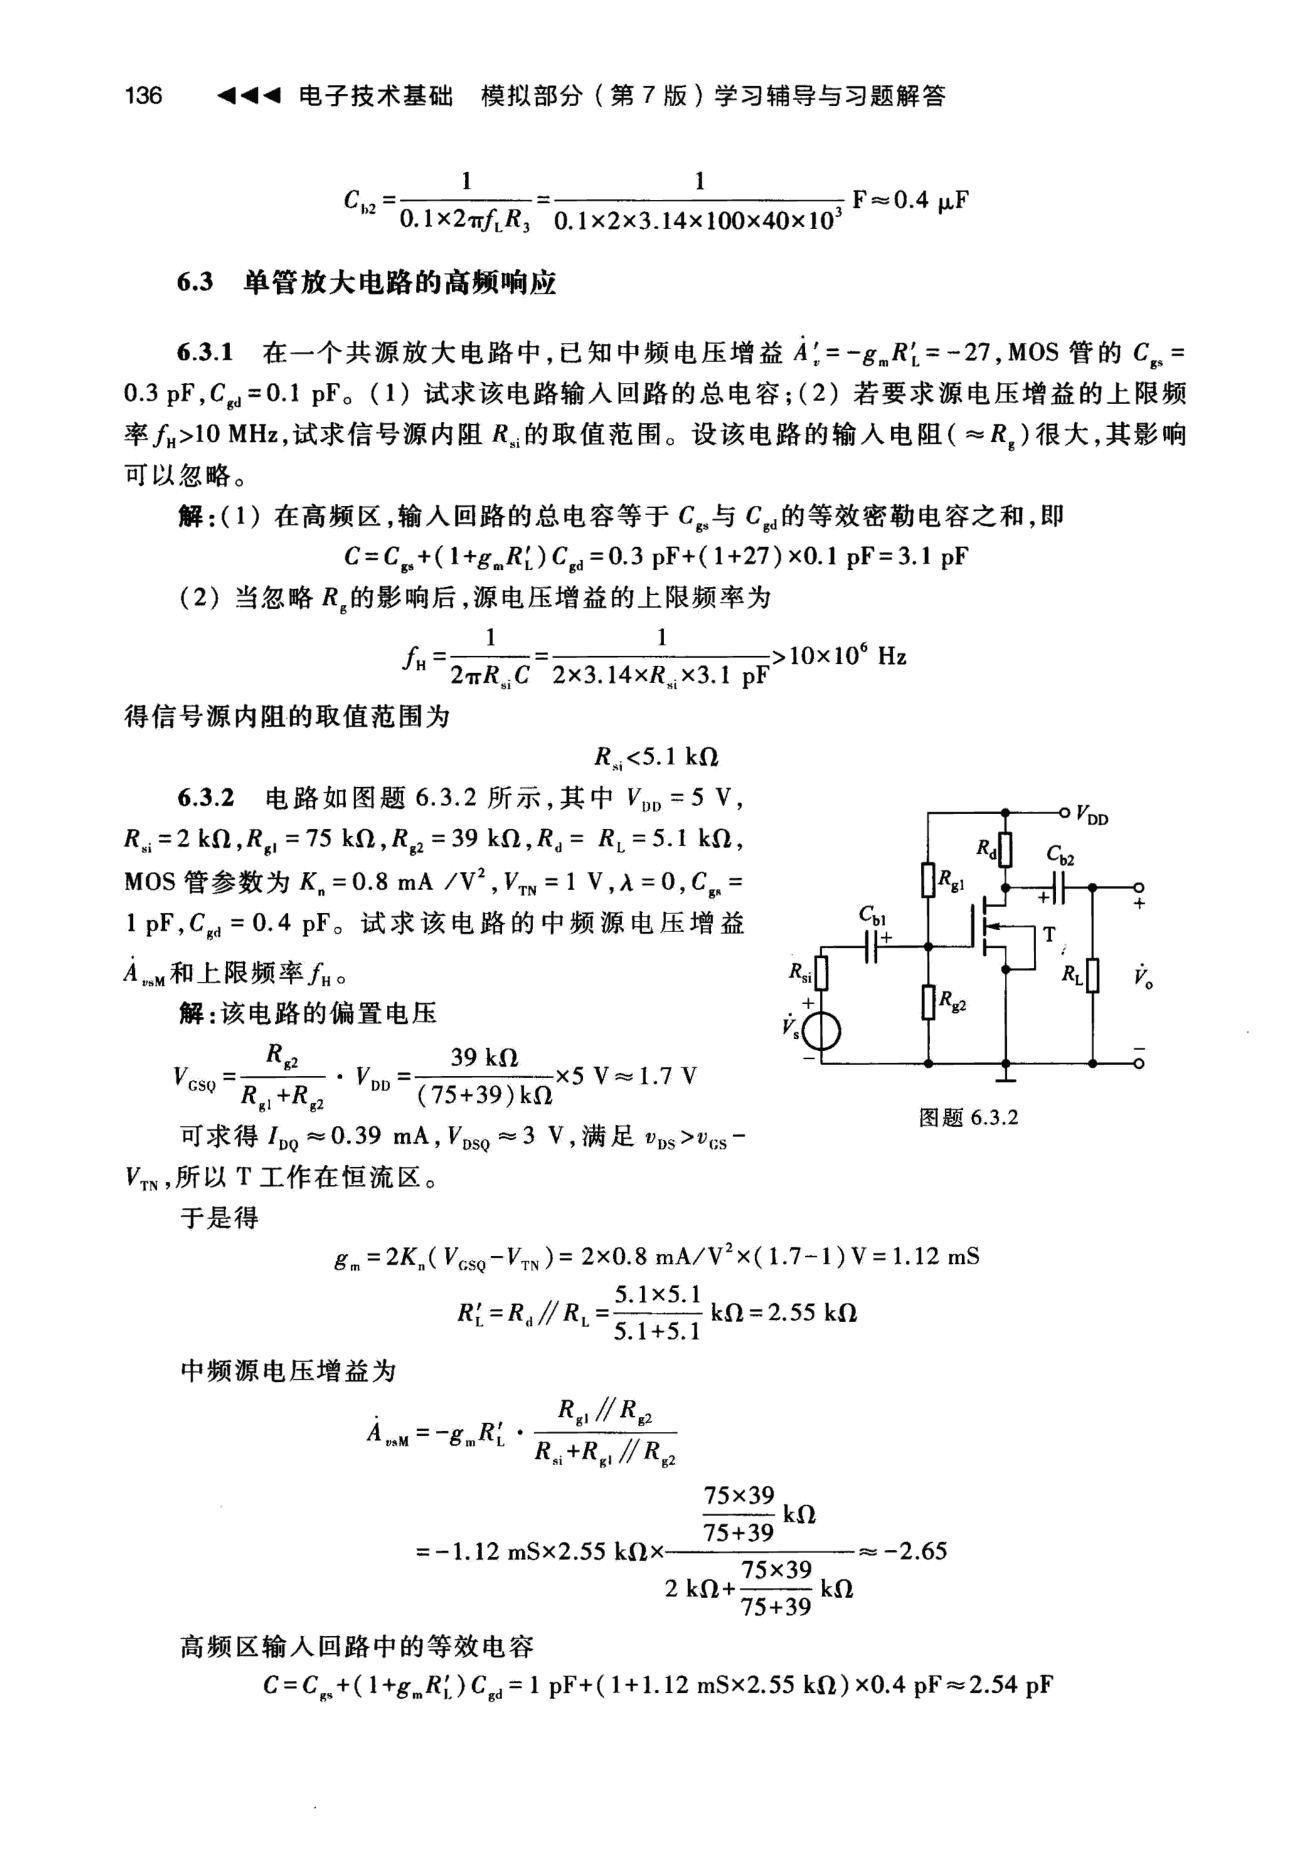 136 ◀◀◀ 电子技术基础 模拟部分(第7版)学习辅导与习题解答
C_b2 = 1/(0.1×2πf_L R_3) = 1/(0.1×2×3.14×100×40×10³) F≈0.4 μF
6.3 单管放大电路的高频响应
6.3.1 在一个共源放大电路中,已知中频电压增益 Ȧ′_v = -g_m R′_L = -27,MOS 管的 C_gs =
0.3 pF,C_gd = 0.1 pF。(1) 试求该电路输入回路的总电容;(2) 若要求源电压增益的上限频
率 f_H>10 MHz,试求信号源内阻 R_si 的取值范围。设该电路的输入电阻(≈R_g)很大,其影响
可以忽略。
解:(1) 在高频区,输入回路的总电容等于 C_gs 与 C_gd 的等效密勒电容之和,即
C = C_gs+(1+g_m R′_L)C_gd = 0.3 pF+(1+27)×0.1 pF = 3.1 pF
(2) 当忽略 R_g 的影响后,源电压增益的上限频率为
f_H = 1/(2πR_si C) = 1/(2×3.14×R_si×3.1 pF) >10×10⁶ Hz
得信号源内阻的取值范围为
R_si<5.1 kΩ
6.3.2 电路如图题 6.3.2 所示,其中 V_DD = 5 V,
R_si = 2 kΩ,R_g1 = 75 kΩ,R_g2 = 39 kΩ,R_d = R_L = 5.1 kΩ,
MOS 管参数为 K_n = 0.8 mA/V²,V_TN = 1 V,λ = 0,C_gs =
1 pF,C_gd = 0.4 pF。试求该电路的中频源电压增益
Ȧ_vsM 和上限频率 f_H。
解:该电路的偏置电压
V_GSQ = R_g2/(R_g1+R_g2) · V_DD = 39 kΩ/((75+39)kΩ) ×5 V≈1.7 V
可求得 I_DQ≈0.39 mA,V_DSQ≈3 V,满足 v_DS>v_GS-
V_TN,所以 T 工作在恒流区。
V_DD
R_d
C_b2
R_g1
+
+
C_b1
+
T
R_si
R_L
V̇_o
+
R_g2
V̇_s
-
-
图题 6.3.2
于是得
g_m = 2K_n(V_GSQ-V_TN) = 2×0.8 mA/V²×(1.7-1)V = 1.12 mS
R′_L = R_d∥R_L = (5.1×5.1)/(5.1+5.1) kΩ = 2.55 kΩ
中频源电压增益为
Ȧ_vsM = -g_m R′_L · (R_g1∥R_g2)/(R_si+R_g1∥R_g2)
= -1.12 mS×2.55 kΩ× ((75×39)/(75+39) kΩ)/(2 kΩ+(75×39)/(75+39) kΩ) ≈ -2.65
高频区输入回路中的等效电容
C = C_gs+(1+g_m R′_L)C_gd = 1 pF+(1+1.12 mS×2.55 kΩ)×0.4 pF≈2.54 pF